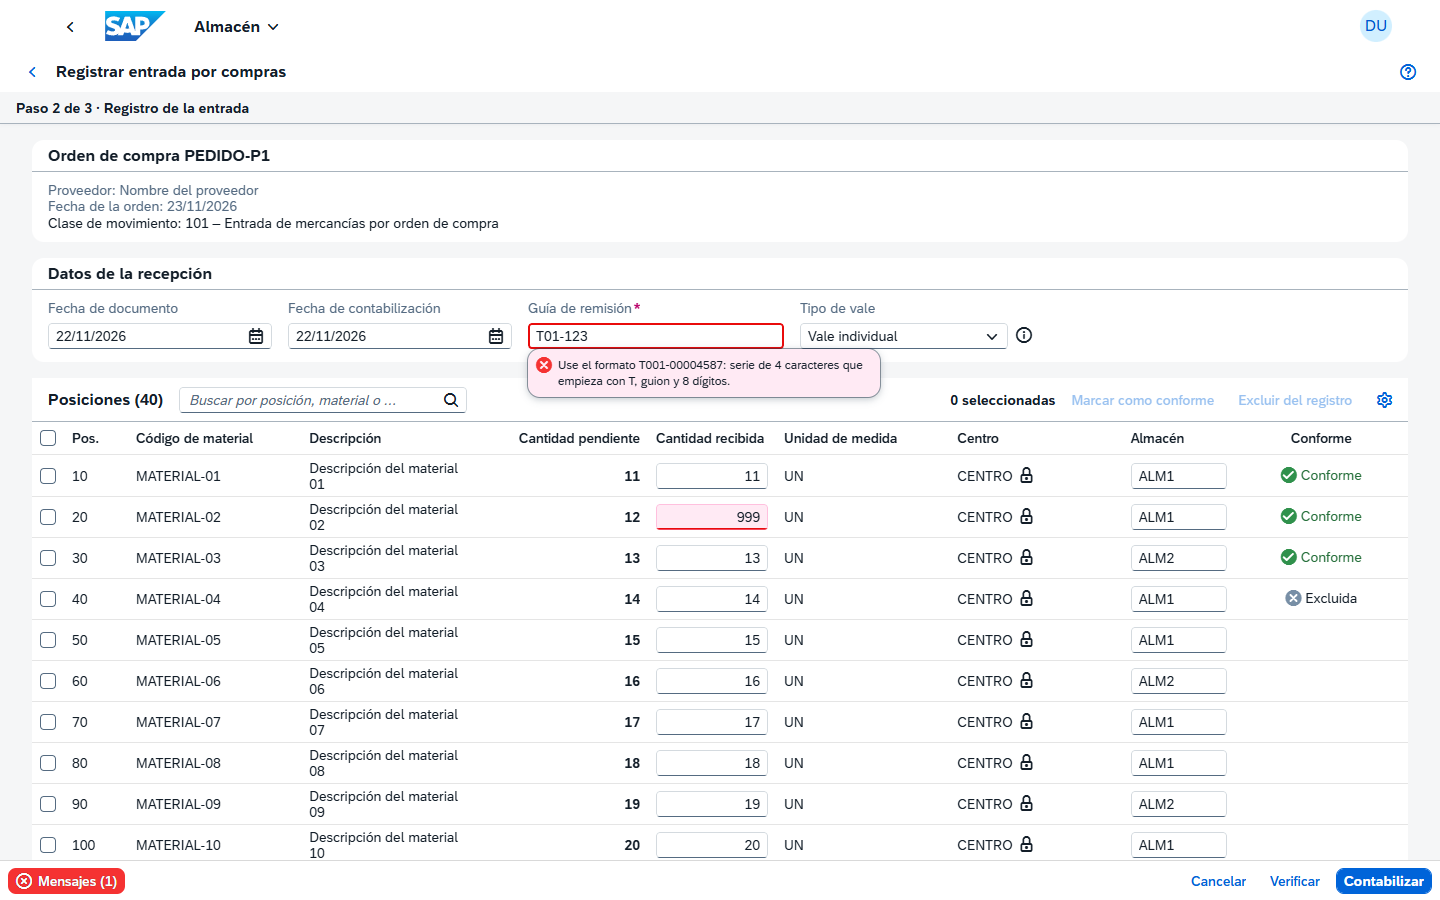 SAP
Almacén
DU
Registrar entrada por compras
Paso 2 de 3 · Registro de la entrada
Orden de compra PEDIDO-P1
Proveedor: Nombre del proveedor
Fecha de la orden: 23/11/2026
Clase de movimiento: 101 – Entrada de mercancías por orden de compra
Datos de la recepción
Fecha de documento Fecha de contabilización Guía de remisión* Tipo de vale
22/11/2026 22/11/2026 T01-123 Vale individual
Use el formato T001-00004587: serie de 4 caracteres que
empieza con T, guion y 8 dígitos.
Posiciones (40) Buscar por posición, material o ... 0 seleccionadas Marcar como conforme Excluir del registro
Pos. Código de material Descripción Cantidad pendiente Cantidad recibida Unidad de medida Centro Almacén Conforme
10 MATERIAL-01 Descripción del material 01 11 11 UN CENTRO ALM1 Conforme
20 MATERIAL-02 Descripción del material 02 12 999 UN CENTRO ALM1 Conforme
30 MATERIAL-03 Descripción del material 03 13 13 UN CENTRO ALM2 Conforme
40 MATERIAL-04 Descripción del material 04 14 14 UN CENTRO ALM1 Excluida
50 MATERIAL-05 Descripción del material 05 15 15 UN CENTRO ALM1
60 MATERIAL-06 Descripción del material 06 16 16 UN CENTRO ALM2
70 MATERIAL-07 Descripción del material 07 17 17 UN CENTRO ALM1
80 MATERIAL-08 Descripción del material 08 18 18 UN CENTRO ALM1
90 MATERIAL-09 Descripción del material 09 19 19 UN CENTRO ALM2
100 MATERIAL-10 Descripción del material 10 20 20 UN CENTRO ALM1
Mensajes (1) Cancelar Verificar Contabilizar